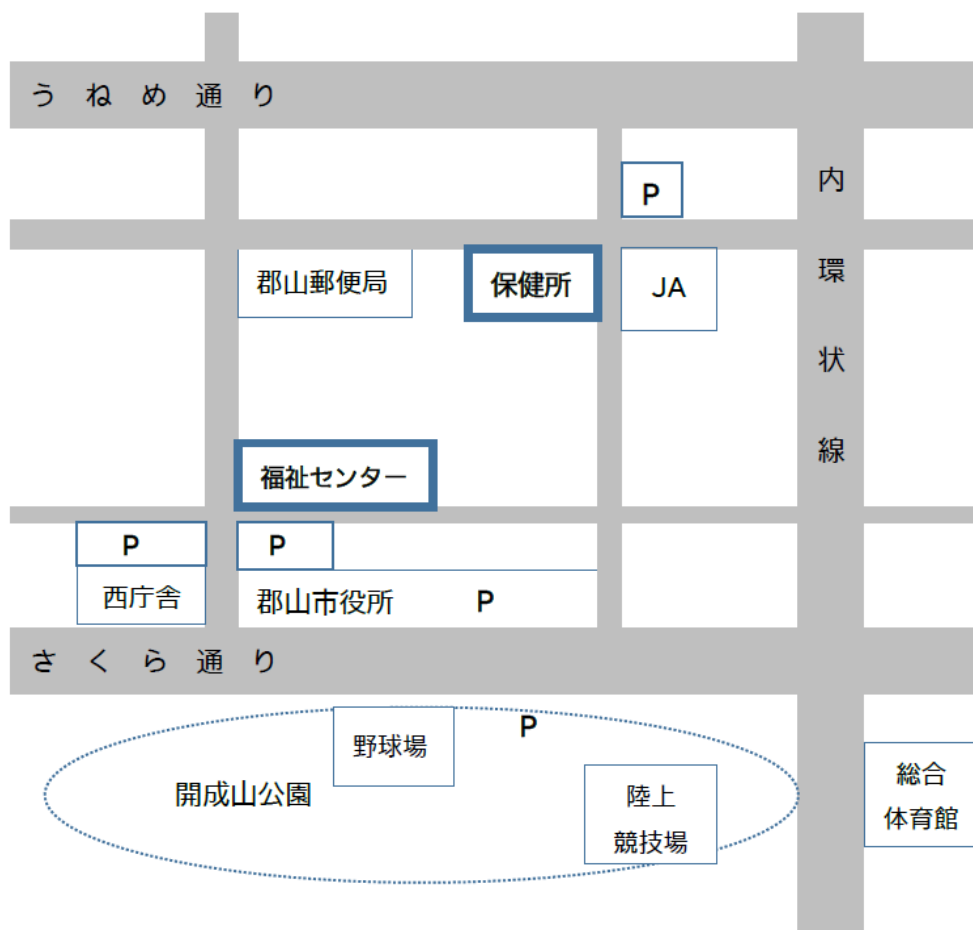 うねめ通り
内環状線
P
郡山郵便局
保健所
JA
福祉センター
P
P
西庁舎
郡山市役所
P
さくら通り
野球場
P
開成山公園
陸上
競技場
総合
体育館